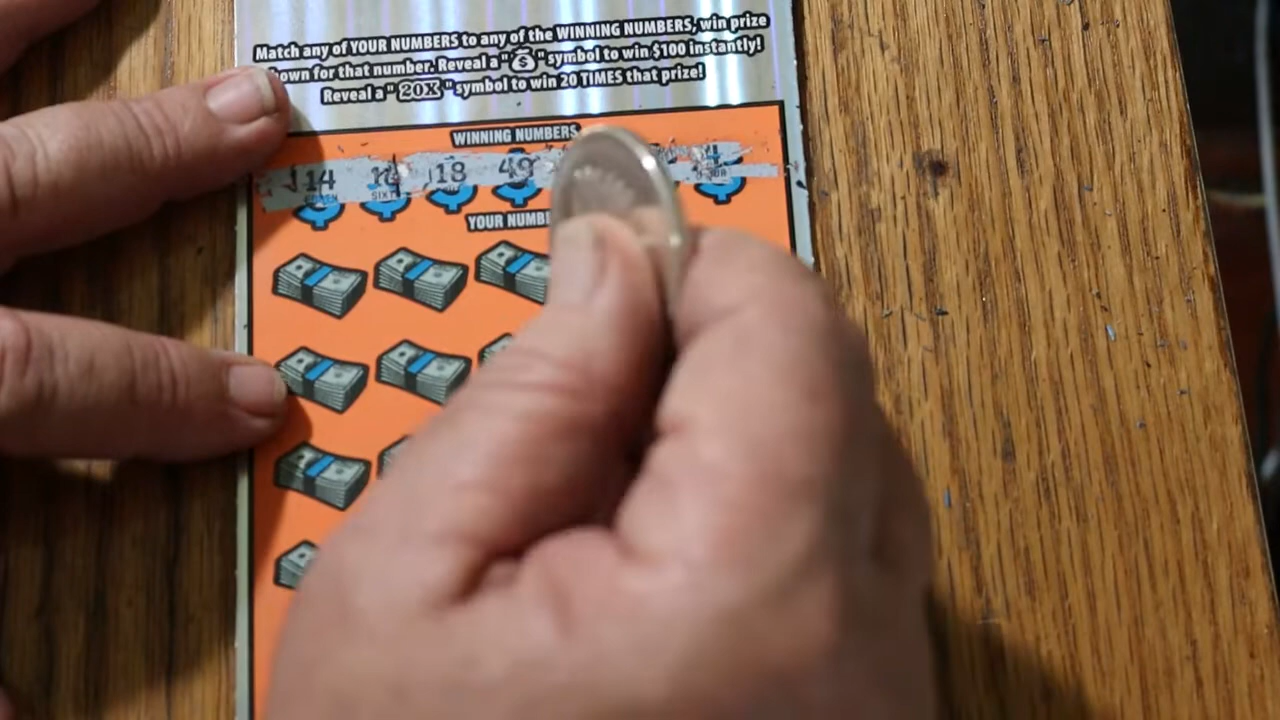 Match any of YOUR NUMBERS to any of the WINNING NUMBERS, win prize
own for that number. Reveal a " $ " symbol to win $100 instantly!
Reveal a " 20X " symbol to win 20 TIMES that prize!
WINNING NUMBERS
14 18 49
YOUR NUMB